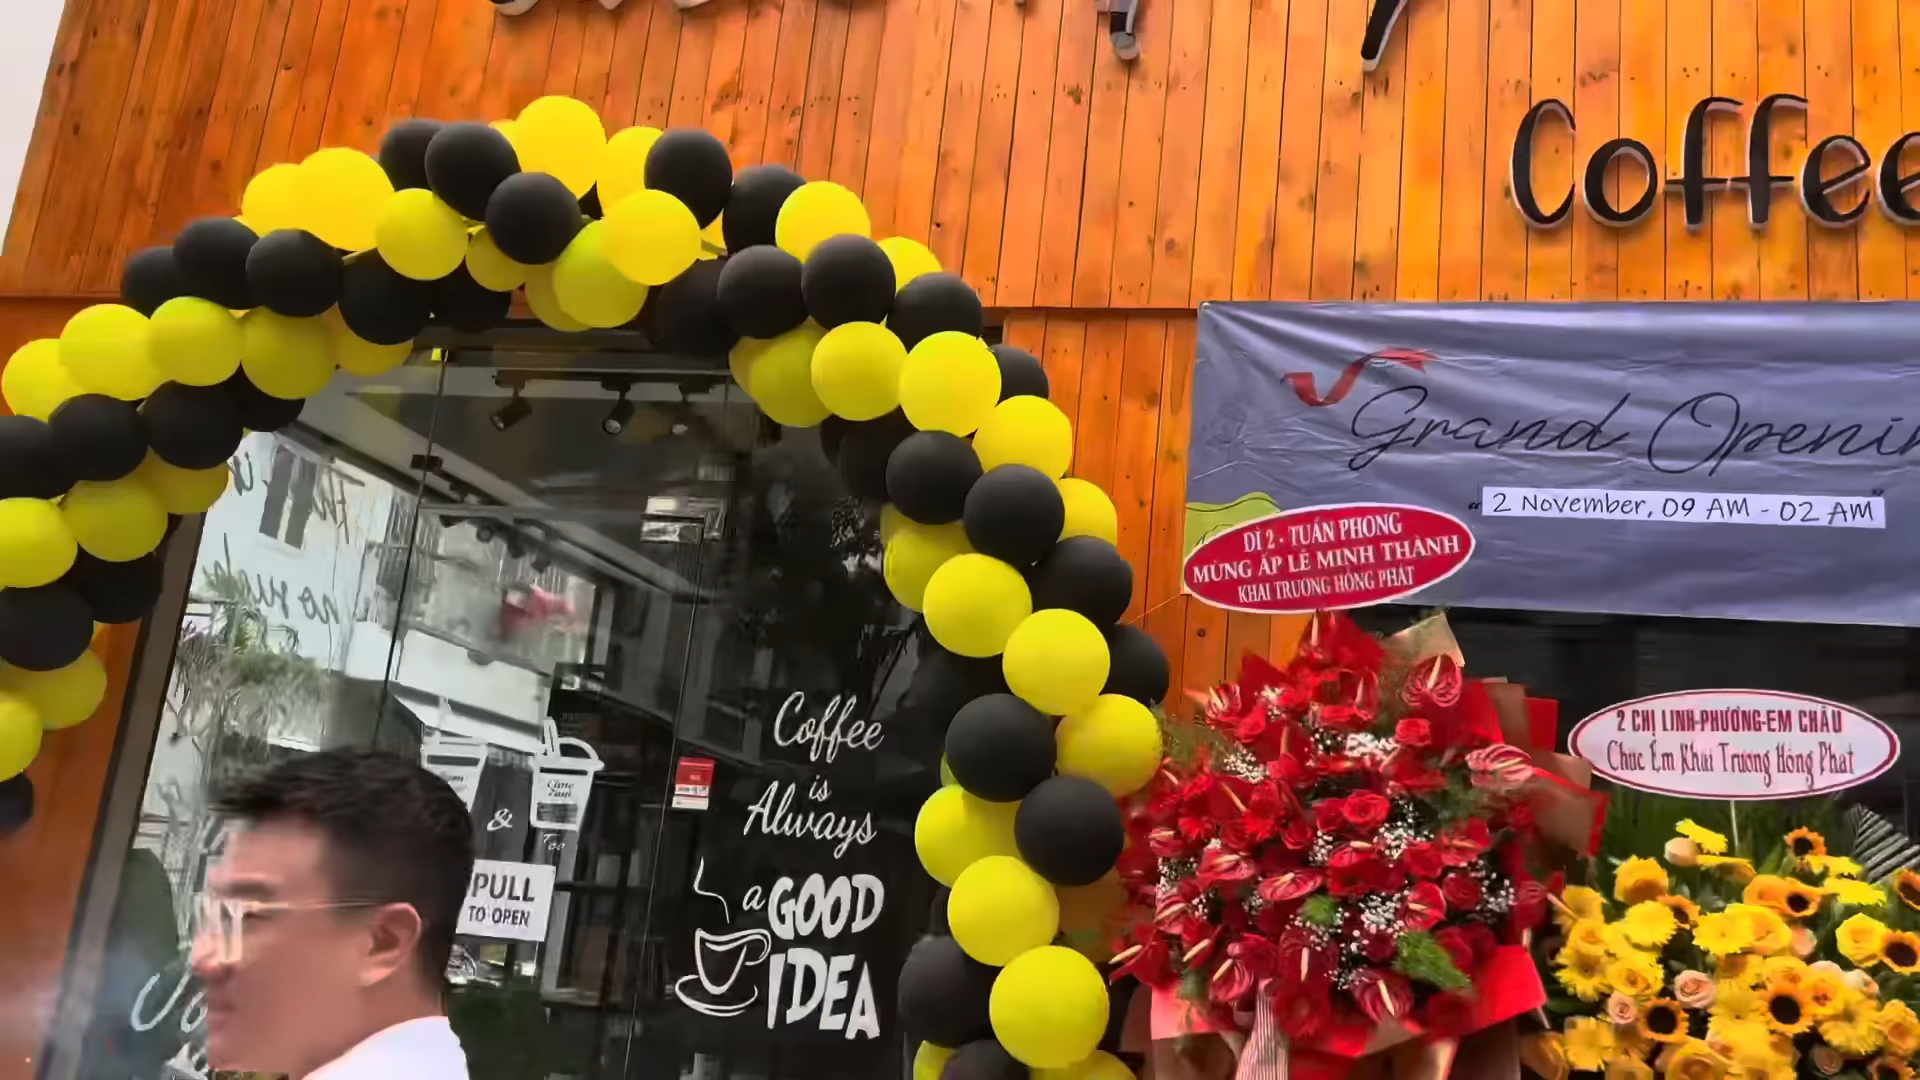 Coffee
Grand
“2 November, 09 AM - 02 AM”
DÌ 2 - TUẤN PHONG
MỪNG ẤP LÊ MINH THÀNH
KHAI TRƯƠNG HỒNG PHÁT
2 CHỊ LINH-PHƯỢNG-EM CHÂU
Chúc Em Khai Trương Hồng Phát
Coffee
is
Always
a GOOD
IDEA
&
Tea
PULL
TO OPEN